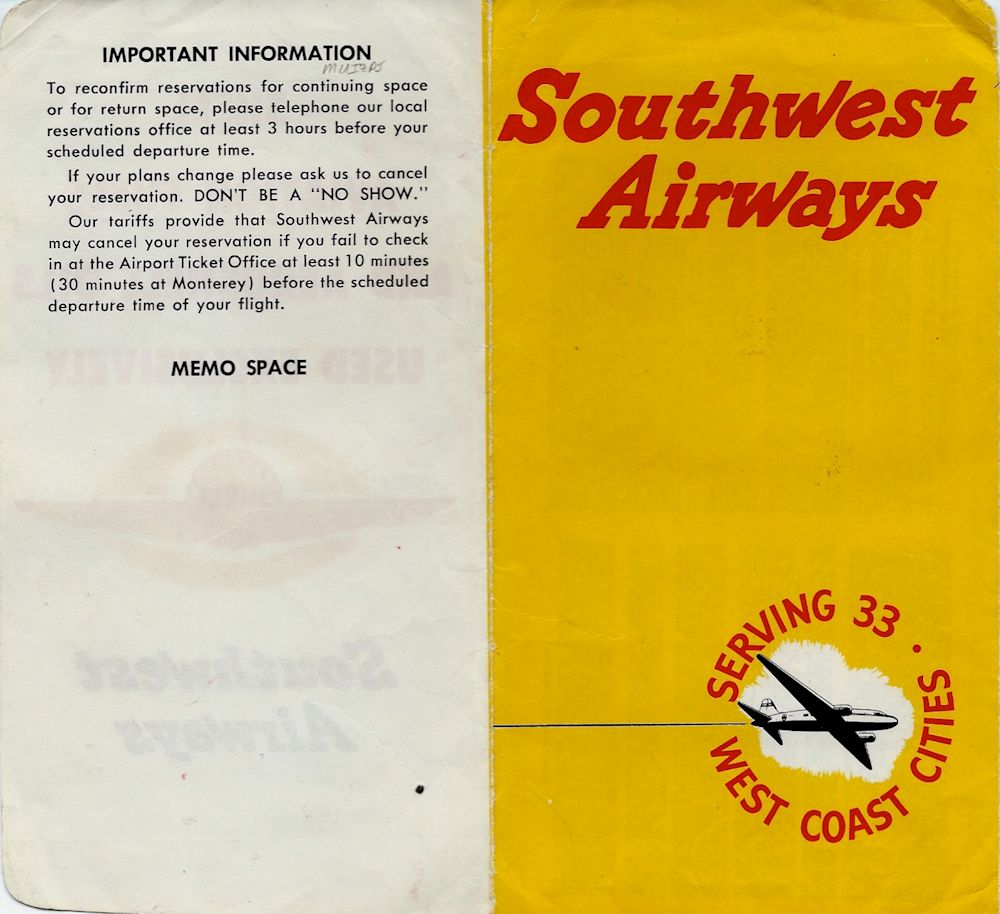 IMPORTANT INFORMATION
To reconfirm reservations for continuing space
or for return space, please telephone our local
reservations office at least 3 hours before your
scheduled departure time.
If your plans change please ask us to cancel
your reservation. DON'T BE A "NO SHOW."
Our tariffs provide that Southwest Airways
may cancel your reservation if you fail to check
in at the Airport Ticket Office at least 10 minutes
(30 minutes at Monterey) before the scheduled
departure time of your flight.
MEMO SPACE
USED EXCLUSIVELY
Southwest
Airways
Southwest
Airways
SERVING 33 •
WEST COAST CITIES